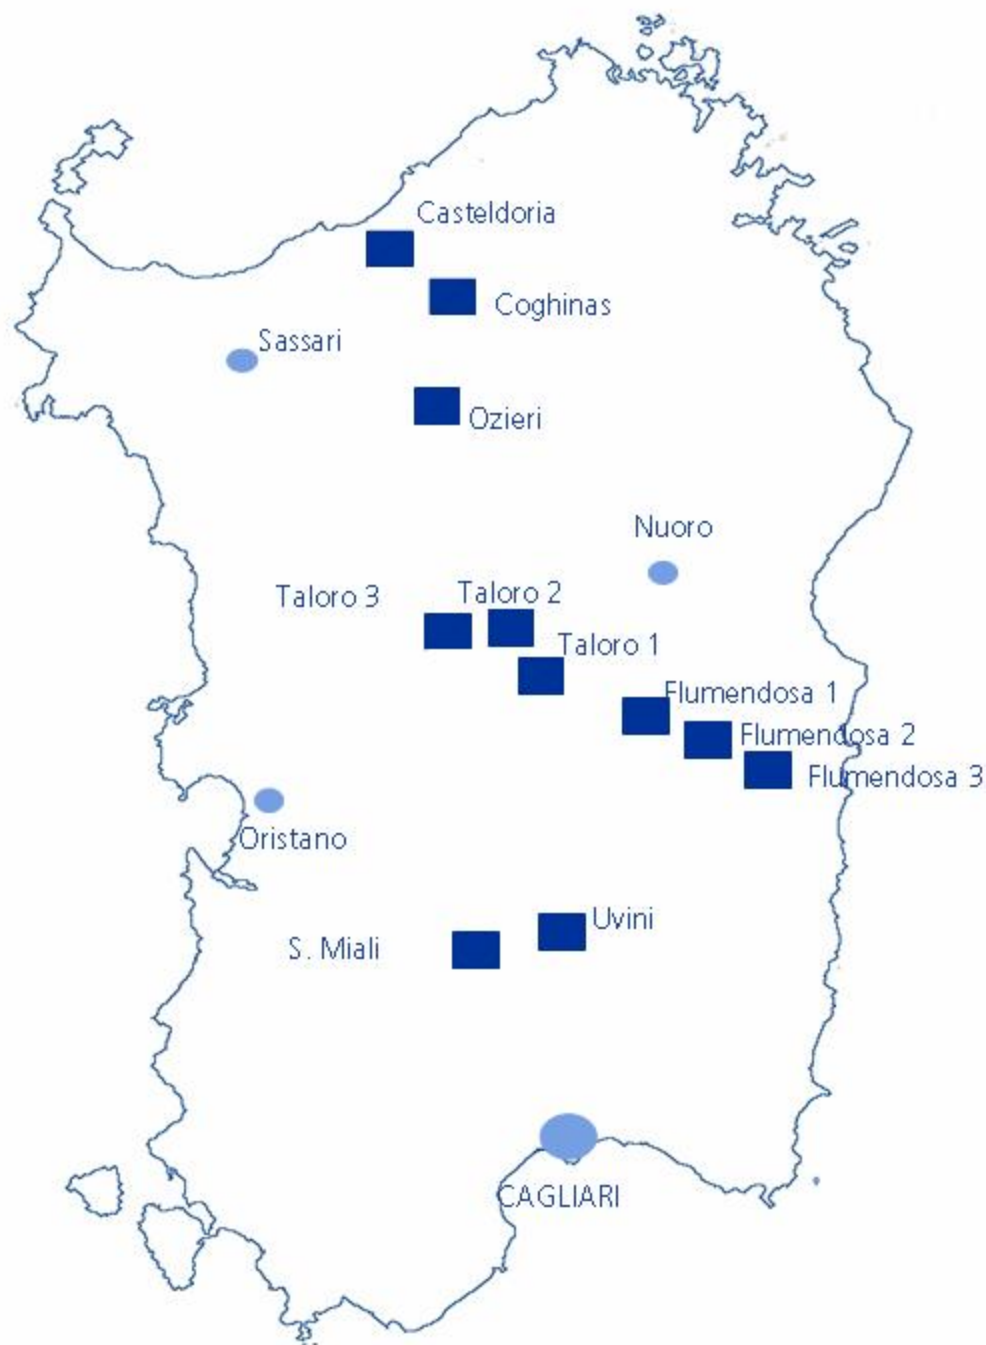 Casteldoria
Coghinas
Sassari
Ozieri
Nuoro
Taloro 3
Taloro 2
Taloro 1
Flumendosa 1
Flumendosa 2
Flumendosa 3
Oristano
Uvini
S. Miali
CAGLIARI